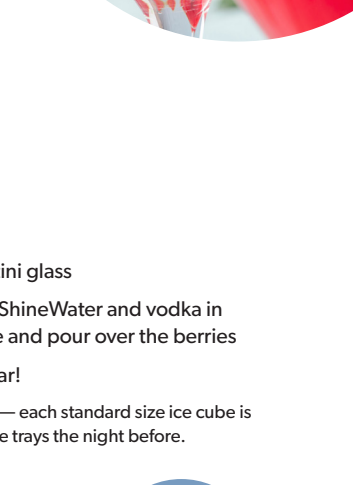 ini glass
ShineWater and vodka in
e and pour over the berries
ar!
— each standard size ice cube is
e trays the night before.